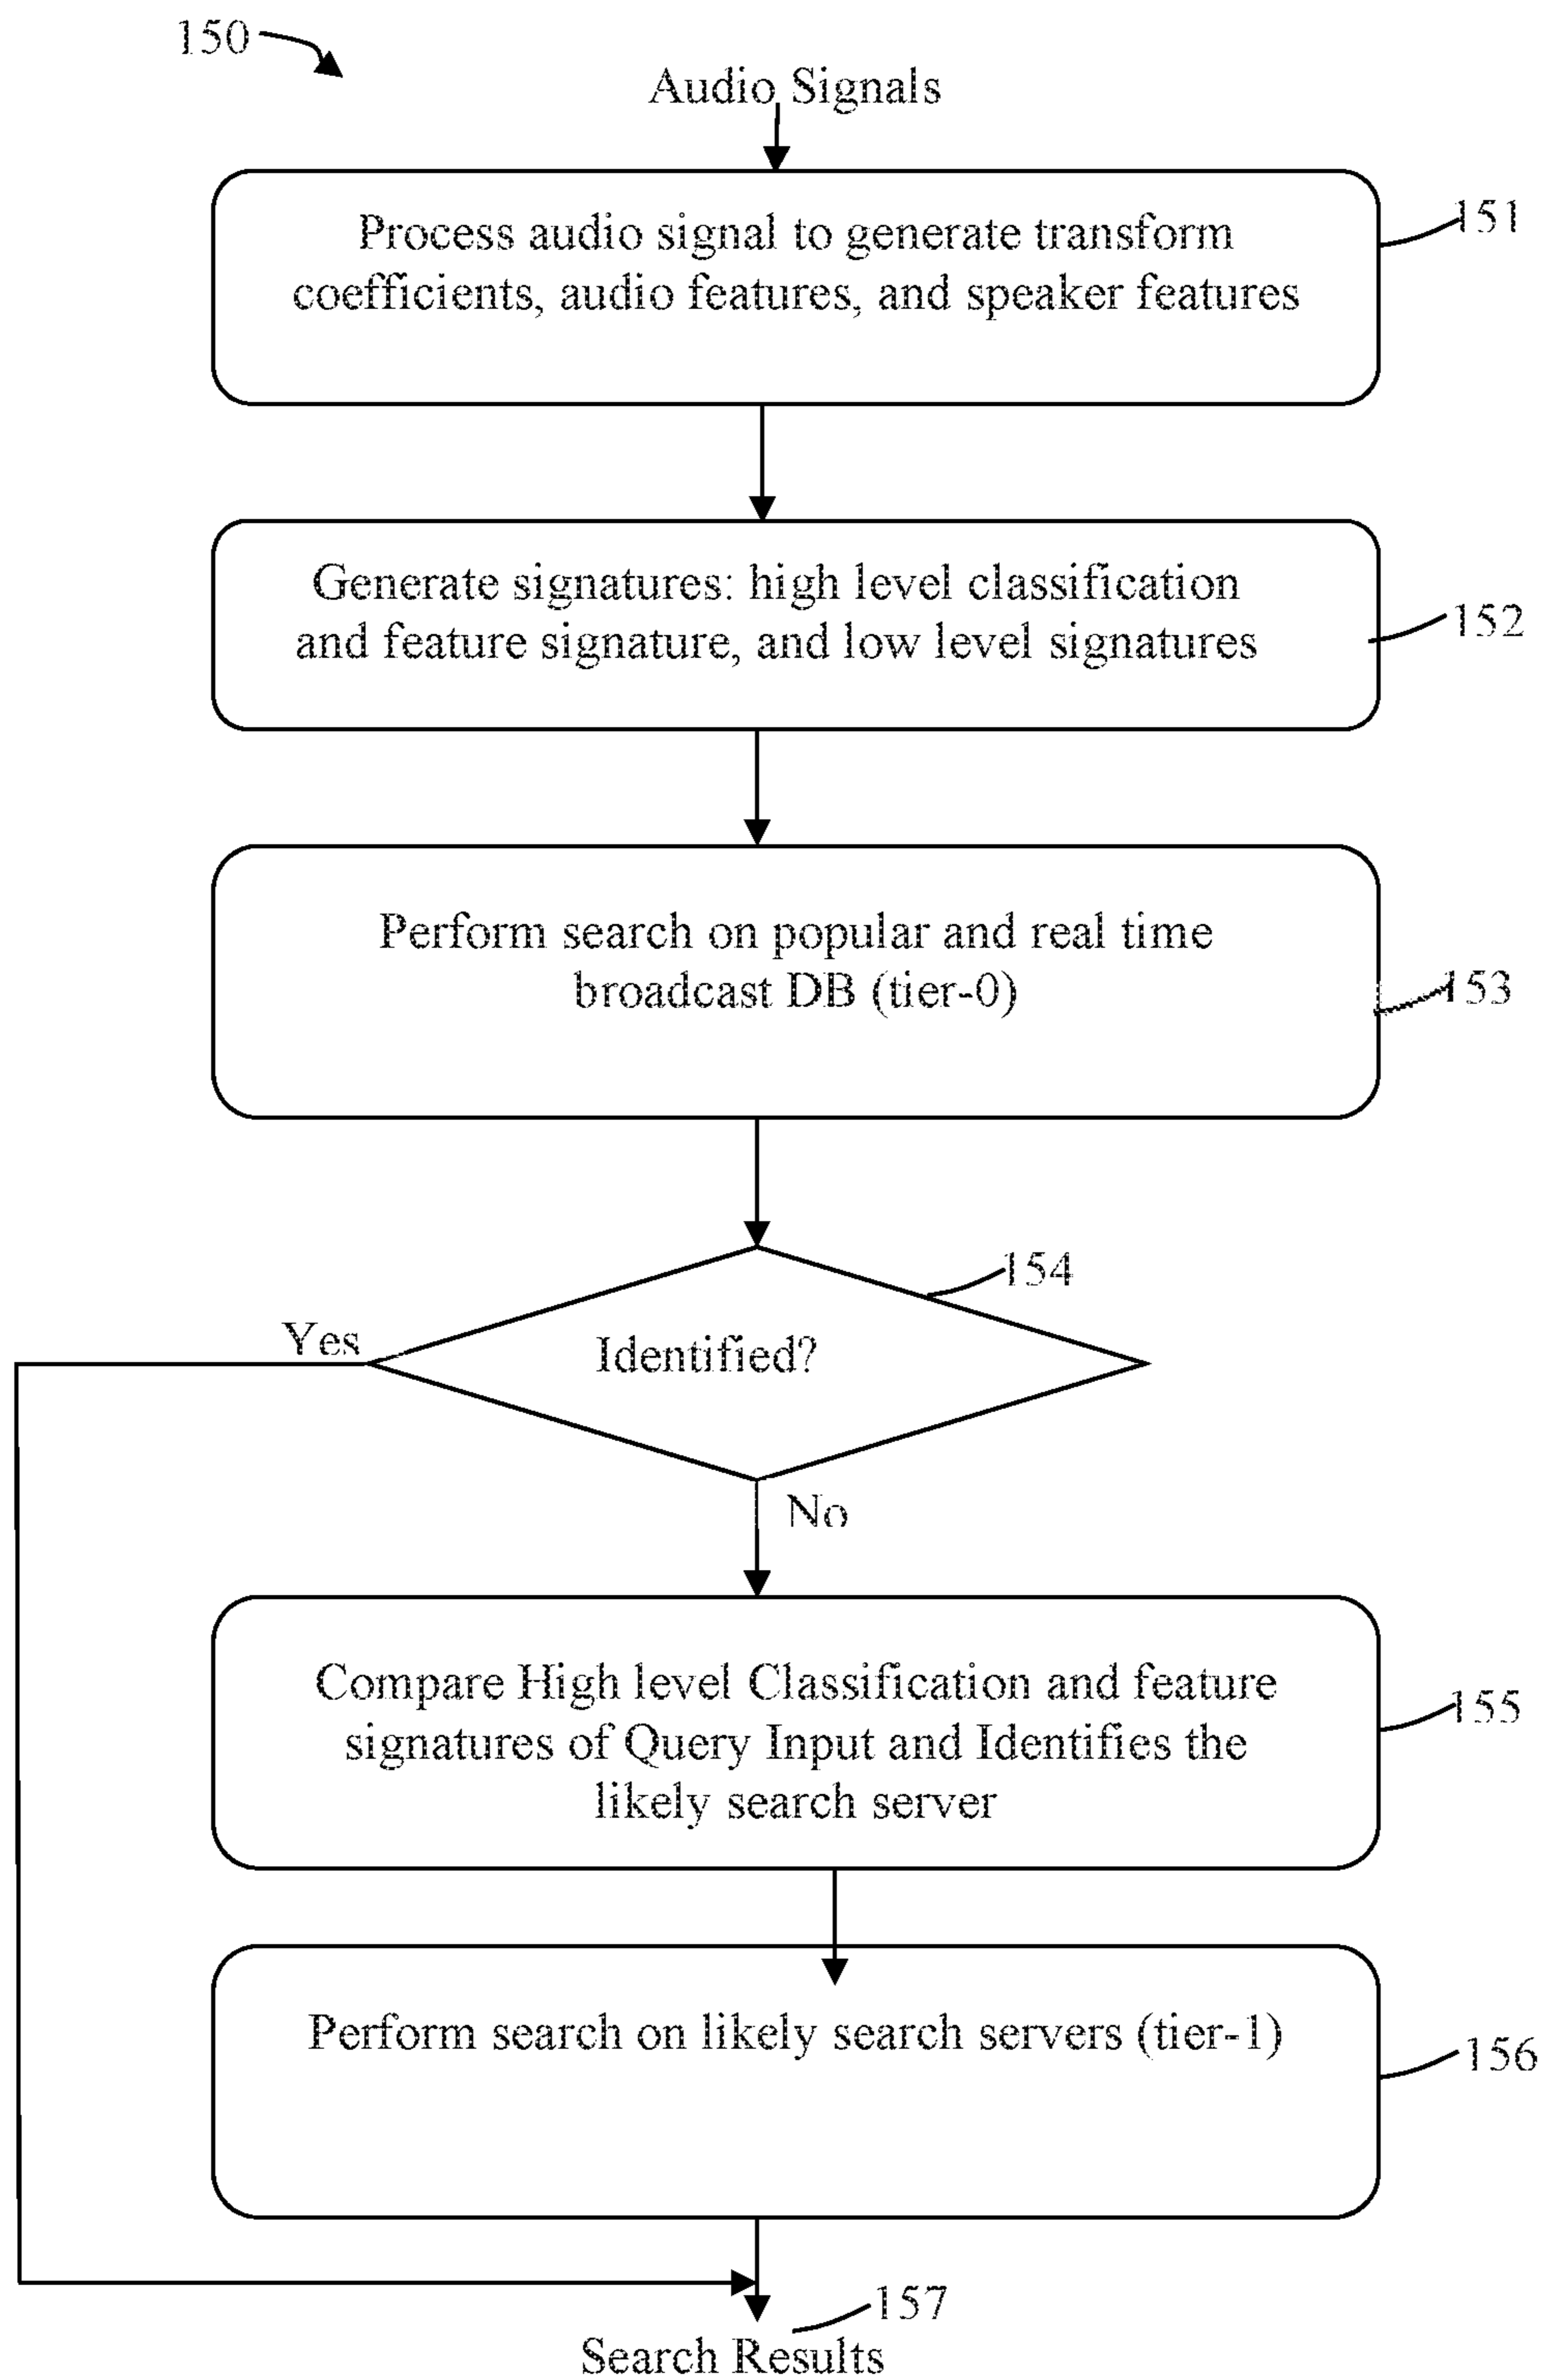 150
Audio Signals
Process audio signal to generate transform
coefficients, audio features, and speaker features
151
Generate signatures: high level classification
and feature signature, and low level signatures
152
Perform search on popular and real time
broadcast DB (tier-0)
153
154
Yes
Identified?
No
Compare High level Classification and feature
signatures of Query Input and Identifies the
likely search server
155
Perform search on likely search servers (tier-1)
156
157
Search Results